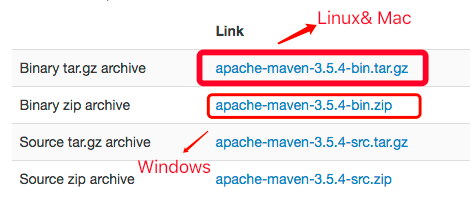 Linux& Mac
Link
Binary tar.gz archive apache-maven-3.5.4-bin.tar.gz
Binary zip archive apache-maven-3.5.4-bin.zip
Source tar.gz archive apache-maven-3.5.4-src.tar.gz
Windows
Source zip archive apache-maven-3.5.4-src.zip